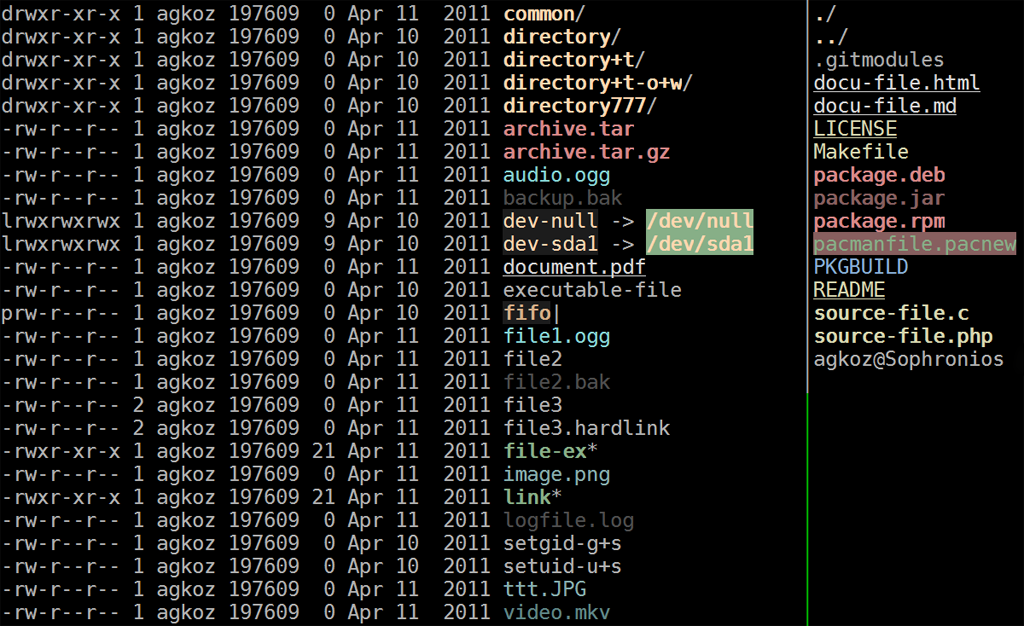 drwxr-xr-x 1 agkoz 197609  0 Apr 11  2011 common/
drwxr-xr-x 1 agkoz 197609  0 Apr 10  2011 directory/
drwxr-xr-x 1 agkoz 197609  0 Apr 10  2011 directory+t/
drwxr-xr-x 1 agkoz 197609  0 Apr 10  2011 directory+t-o+w/
drwxr-xr-x 1 agkoz 197609  0 Apr 10  2011 directory777/
-rw-r--r-- 1 agkoz 197609  0 Apr 11  2011 archive.tar
-rw-r--r-- 1 agkoz 197609  0 Apr 11  2011 archive.tar.gz
-rw-r--r-- 1 agkoz 197609  0 Apr 11  2011 audio.ogg
-rw-r--r-- 1 agkoz 197609  0 Apr 11  2011 backup.bak
lrwxrwxrwx 1 agkoz 197609  9 Apr 10  2011 dev-null -> /dev/null
lrwxrwxrwx 1 agkoz 197609  9 Apr 10  2011 dev-sda1 -> /dev/sda1
-rw-r--r-- 1 agkoz 197609  0 Apr 11  2011 document.pdf
-rw-r--r-- 1 agkoz 197609  0 Apr 10  2011 executable-file
prw-r--r-- 1 agkoz 197609  0 Apr 10  2011 fifo|
-rw-r--r-- 1 agkoz 197609  0 Apr 11  2011 file1.ogg
-rw-r--r-- 1 agkoz 197609  0 Apr 11  2011 file2
-rw-r--r-- 1 agkoz 197609  0 Apr 11  2011 file2.bak
-rw-r--r-- 2 agkoz 197609  0 Apr 11  2011 file3
-rw-r--r-- 2 agkoz 197609  0 Apr 11  2011 file3.hardlink
-rwxr-xr-x 1 agkoz 197609 21 Apr 11  2011 file-ex*
-rw-r--r-- 1 agkoz 197609  0 Apr 11  2011 image.png
-rwxr-xr-x 1 agkoz 197609 21 Apr 11  2011 link*
-rw-r--r-- 1 agkoz 197609  0 Apr 11  2011 logfile.log
-rw-r--r-- 1 agkoz 197609  0 Apr 10  2011 setgid-g+s
-rw-r--r-- 1 agkoz 197609  0 Apr 10  2011 setuid-u+s
-rw-r--r-- 1 agkoz 197609  0 Apr 11  2011 ttt.JPG
-rw-r--r-- 1 agkoz 197609  0 Apr 11  2011 video.mkv
./
../
.gitmodules
docu-file.html
docu-file.md
LICENSE
Makefile
package.deb
package.jar
package.rpm
pacmanfile.pacnew
PKGBUILD
README
source-file.c
source-file.php
agkoz@Sophronios